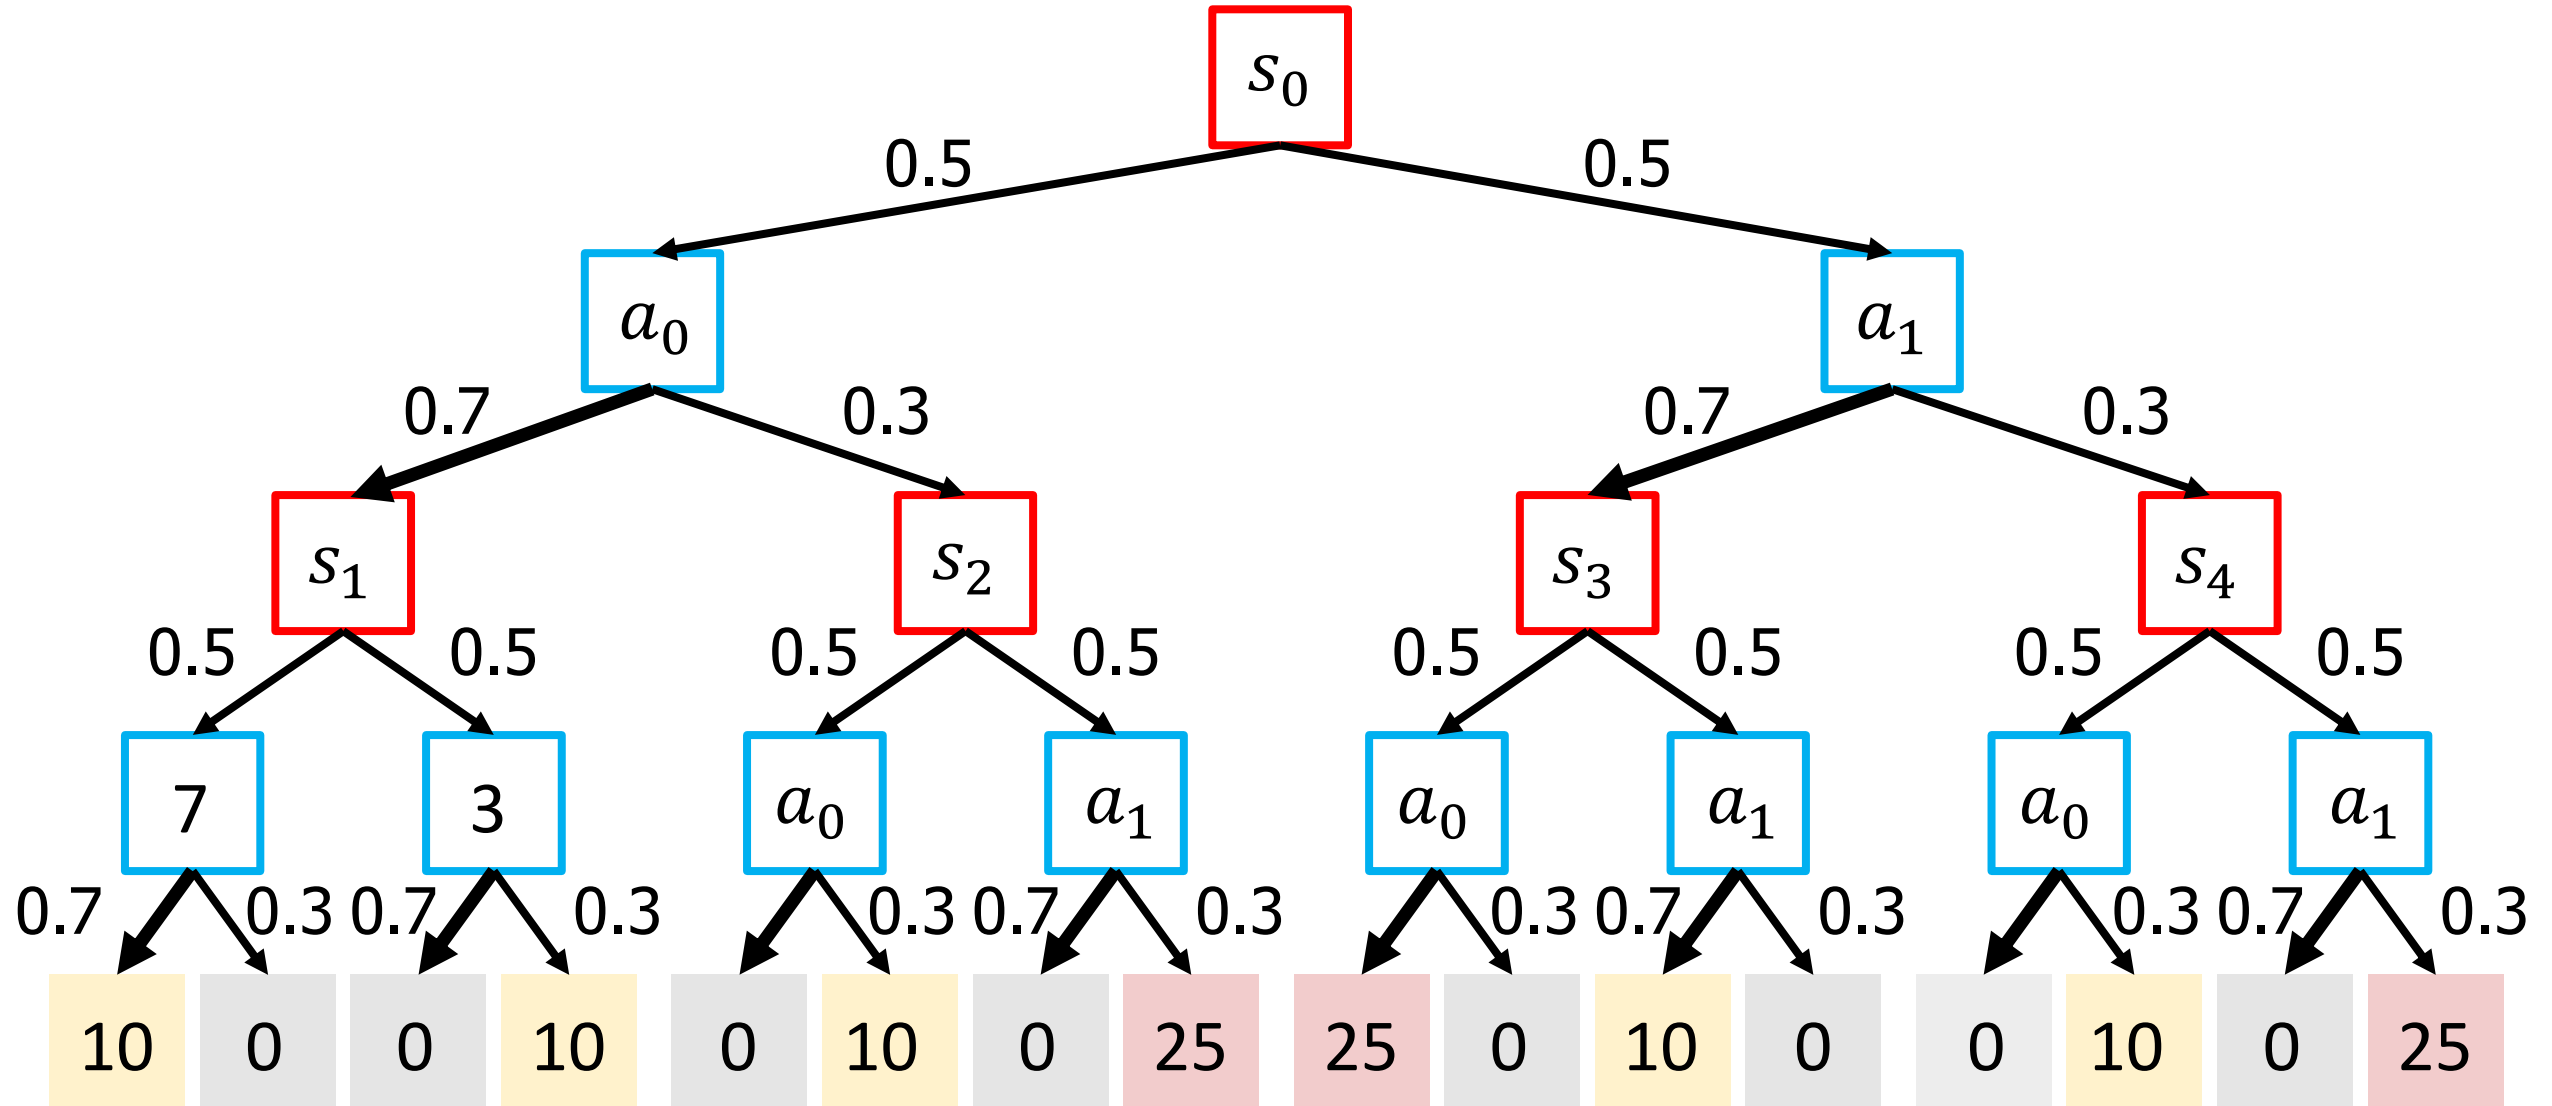 s₀
0.5 0.5
a₀ a₁
0.7 0.3 0.7 0.3
s₁ s₂ s₃ s₄
0.5 0.5 0.5 0.5 0.5 0.5 0.5 0.5
7 3 a₀ a₁ a₀ a₁ a₀ a₁
0.7 0.3 0.7 0.3 0.3 0.7 0.3 0.3 0.7 0.3 0.3 0.7 0.3
10 0 0 10 0 10 0 25 25 0 10 0 0 10 0 25